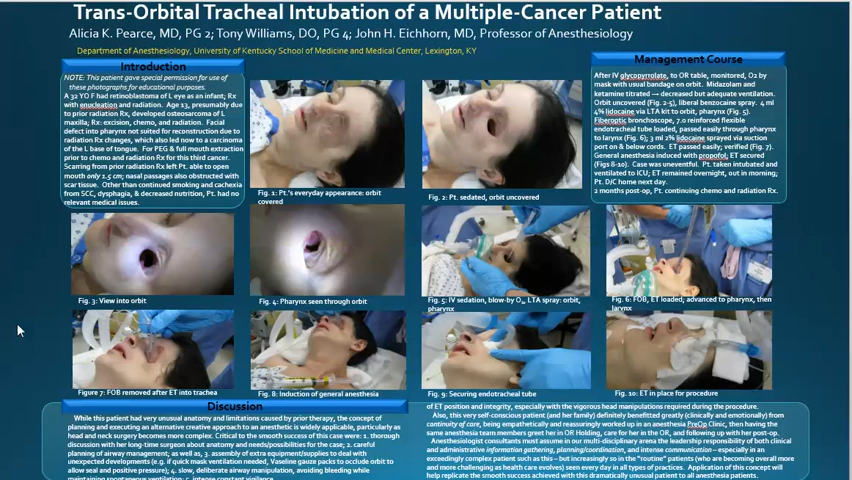 Trans-Orbital Tracheal Intubation of a Multiple-Cancer Patient
Alicia K. Pearce, MD, PG 2; Tony Williams, DO, PG 4; John H. Eichhorn, MD, Professor of Anesthesiology
Department of Anesthesiology, University of Kentucky School of Medicine and Medical Center, Lexington, KY
Introduction
NOTE: This patient gave special permission for use of
these photographs for educational purposes.
A 32 YO F had retinoblastoma of L eye as an infant; Rx
with enucleation and radiation. Age 13, presumably due
to prior radiation Rx, developed osteosarcoma of L
maxilla; Rx: excision, chemo, and radiation. Facial
defect into pharynx not suited for reconstruction due to
radiation Rx changes, which also led now to a carcinoma
of the L base of tongue. For PEG & full mouth extraction
prior to chemo and radiation Rx for this third cancer.
Scarring from prior radiation Rx left Pt. able to open
mouth only 1.5 cm; nasal passages also obstructed with
scar tissue. Other than continued smoking and cachexia
from SCC, dysphagia, & decreased nutrition, Pt. had no
relevant medical issues.
Fig. 1: Pt.'s everyday appearance: orbit
covered
Fig. 2: Pt. sedated, orbit uncovered
Management Course
After IV glycopyrrolate, to OR table, monitored, O2 by
mask with usual bandage on orbit. Midazolam and
ketamine titrated → decreased but adequate ventilation.
Orbit uncovered (Fig. 2-5), liberal benzocaine spray. 4 ml
4% lidocaine via LTA kit to orbit, pharynx (Fig. 5).
Fiberoptic bronchoscope, 7.0 reinforced flexible
endotracheal tube loaded, passed easily through pharynx
to larynx (Fig. 6); 3 ml 2% lidocaine sprayed via suction
port on & below cords. ET passed easily; verified (Fig. 7).
General anesthesia induced with propofol; ET secured
(Figs 8-10). Case was uneventful. Pt. taken intubated and
ventilated to ICU; ET remained overnight, out in morning;
Pt. D/C home next day.
2 months post-op, Pt. continuing chemo and radiation Rx.
Fig. 3: View into orbit
Fig. 4: Pharynx seen through orbit
Fig. 5: IV sedation, blow-by O₂, LTA spray: orbit,
pharynx
Fig. 6: FOB, ET loaded; advanced to pharynx, then
larynx
Figure 7: FOB removed after ET into trachea
Fig. 8: Induction of general anesthesia
Fig. 9: Securing endotracheal tube
Fig. 10: ET in place for procedure
Discussion
While this patient had very unusual anatomy and limitations caused by prior therapy, the concept of
planning and executing an alternative creative approach to an anesthetic is widely applicable, particularly as
head and neck surgery becomes more complex. Critical to the smooth success of this case were: 1. thorough
discussion with her long-time surgeon about anatomy and needs/possibilities for the case; 2. careful
planning of airway management; as well as, 3. assembly of extra equipment/supplies to deal with
unexpected developments (e.g. if quick mask ventilation needed, Vaseline gauze packs to occlude orbit to
allow seal and positive pressure); 4. slow, deliberate airway manipulation, avoiding bleeding while
maintaining spontaneous ventilation; 5. intense constant vigilance
of ET position and integrity, especially with the vigorous head manipulations required during the procedure.
Also, this very self-conscious patient (and her family) definitely benefitted greatly (clinically and emotionally) from
continuity of care, being empathetically and reassuringly worked up in an anesthesia PreOp Clinic, then having the
same anesthesia team members greet her in OR Holding, care for her in the OR, and following up with her post-op.
Anesthesiologist consultants must assume in our multi-disciplinary arena the leadership responsibility of both clinical
and administrative information gathering, planning/coordination, and intense communication – especially in an
exceedingly complex patient such as this – but increasingly so in the "routine" patients (who are becoming overall more
and more challenging as health care evolves) seen every day in all types of practices. Application of this concept will
help replicate the smooth success achieved with this dramatically unusual patient to all anesthesia patients.